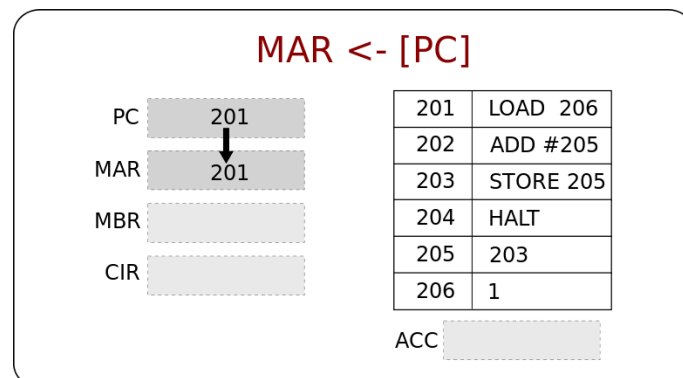 MAR <- [PC]
PC 201
MAR 201
MBR
CIR
201 LOAD 206
202 ADD #205
203 STORE 205
204 HALT
205 203
206 1
ACC